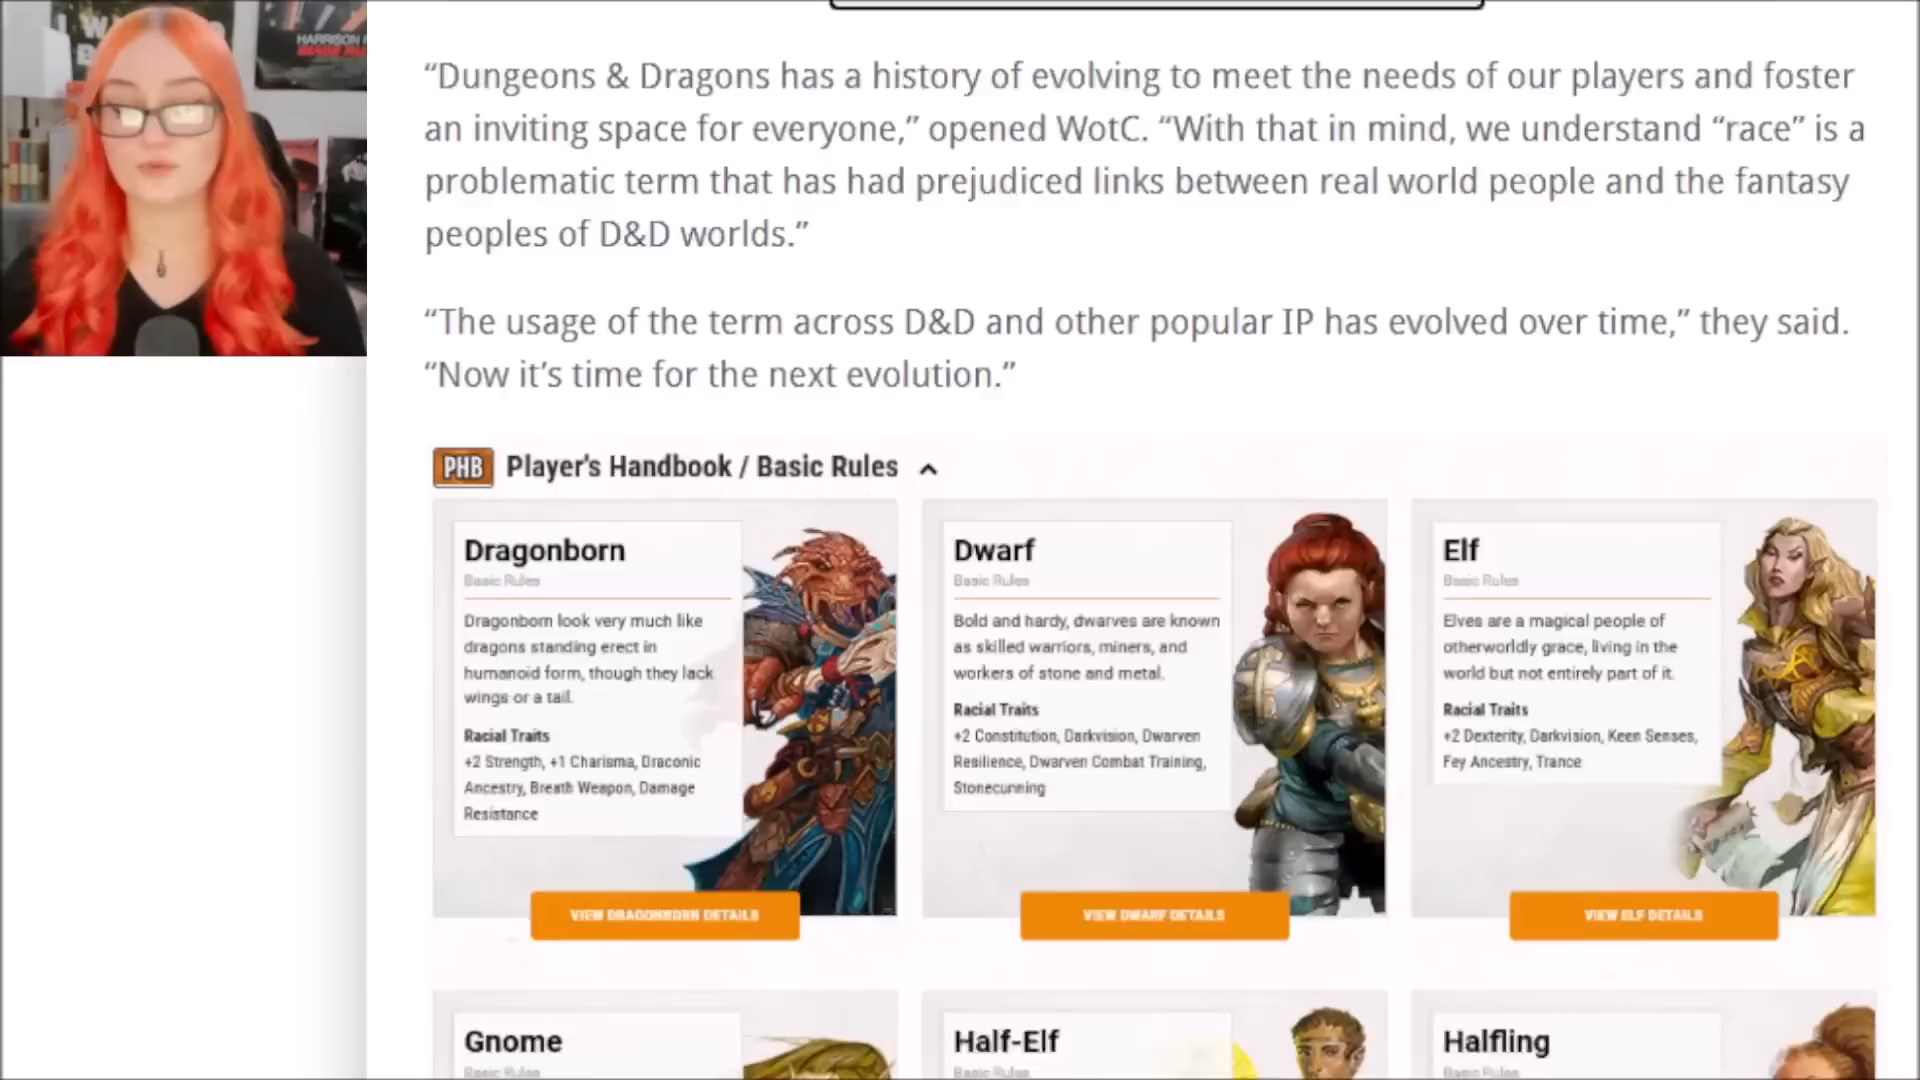 HARRISON
“Dungeons & Dragons has a history of evolving to meet the needs of our players and foster
an inviting space for everyone,” opened WotC. “With that in mind, we understand “race” is a
problematic term that has had prejudiced links between real world people and the fantasy
peoples of D&D worlds.”
“The usage of the term across D&D and other popular IP has evolved over time,” they said.
“Now it’s time for the next evolution.”
PHB Player's Handbook / Basic Rules
Dragonborn
Basic Rules
Dragonborn look very much like
dragons standing erect in
humanoid form, though they lack
wings or a tail.
Racial Traits
+2 Strength, +1 Charisma, Draconic
Ancestry, Breath Weapon, Damage
Resistance
VIEW DRAGONBORN DETAILS
Dwarf
Basic Rules
Bold and hardy, dwarves are known
as skilled warriors, miners, and
workers of stone and metal.
Racial Traits
+2 Constitution, Darkvision, Dwarven
Resilience, Dwarven Combat Training,
Stonecunning
VIEW DWARF DETAILS
Elf
Basic Rules
Elves are a magical people of
otherworldly grace, living in the
world but not entirely part of it.
Racial Traits
+2 Dexterity, Darkvision, Keen Senses,
Fey Ancestry, Trance
VIEW ELF DETAILS
Gnome
Basic Rules
Half-Elf
Basic Rules
Halfling
Basic Rules